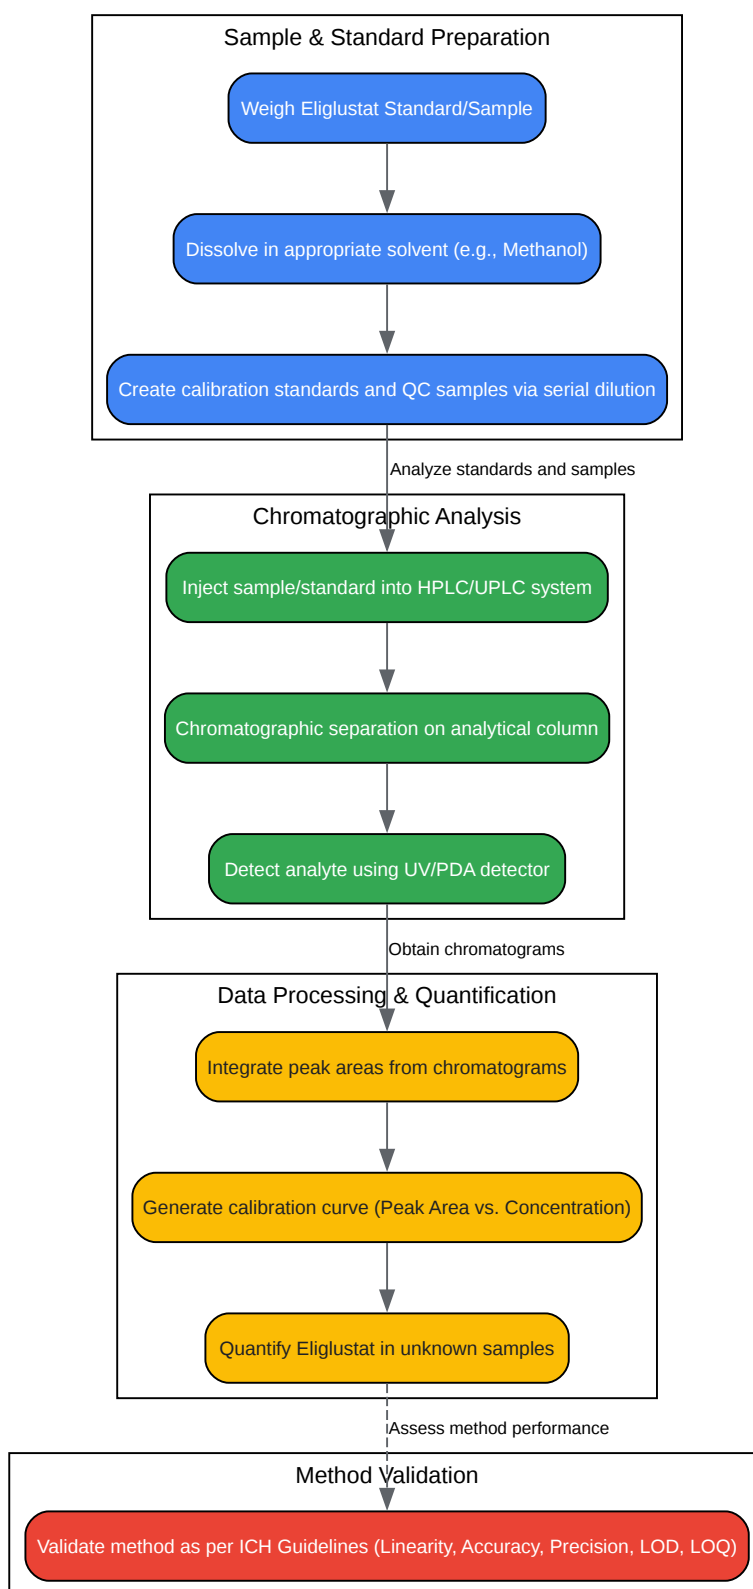 Sample & Standard Preparation
Weigh Eliglustat Standard/Sample
Dissolve in appropriate solvent (e.g., Methanol)
Create calibration standards and QC samples via serial dilution
Analyze standards and samples
Chromatographic Analysis
Inject sample/standard into HPLC/UPLC system
Chromatographic separation on analytical column
Detect analyte using UV/PDA detector
Obtain chromatograms
Data Processing & Quantification
Integrate peak areas from chromatograms
Generate calibration curve (Peak Area vs. Concentration)
Quantify Eliglustat in unknown samples
Assess method performance
Method Validation
Validate method as per ICH Guidelines (Linearity, Accuracy, Precision, LOD, LOQ)